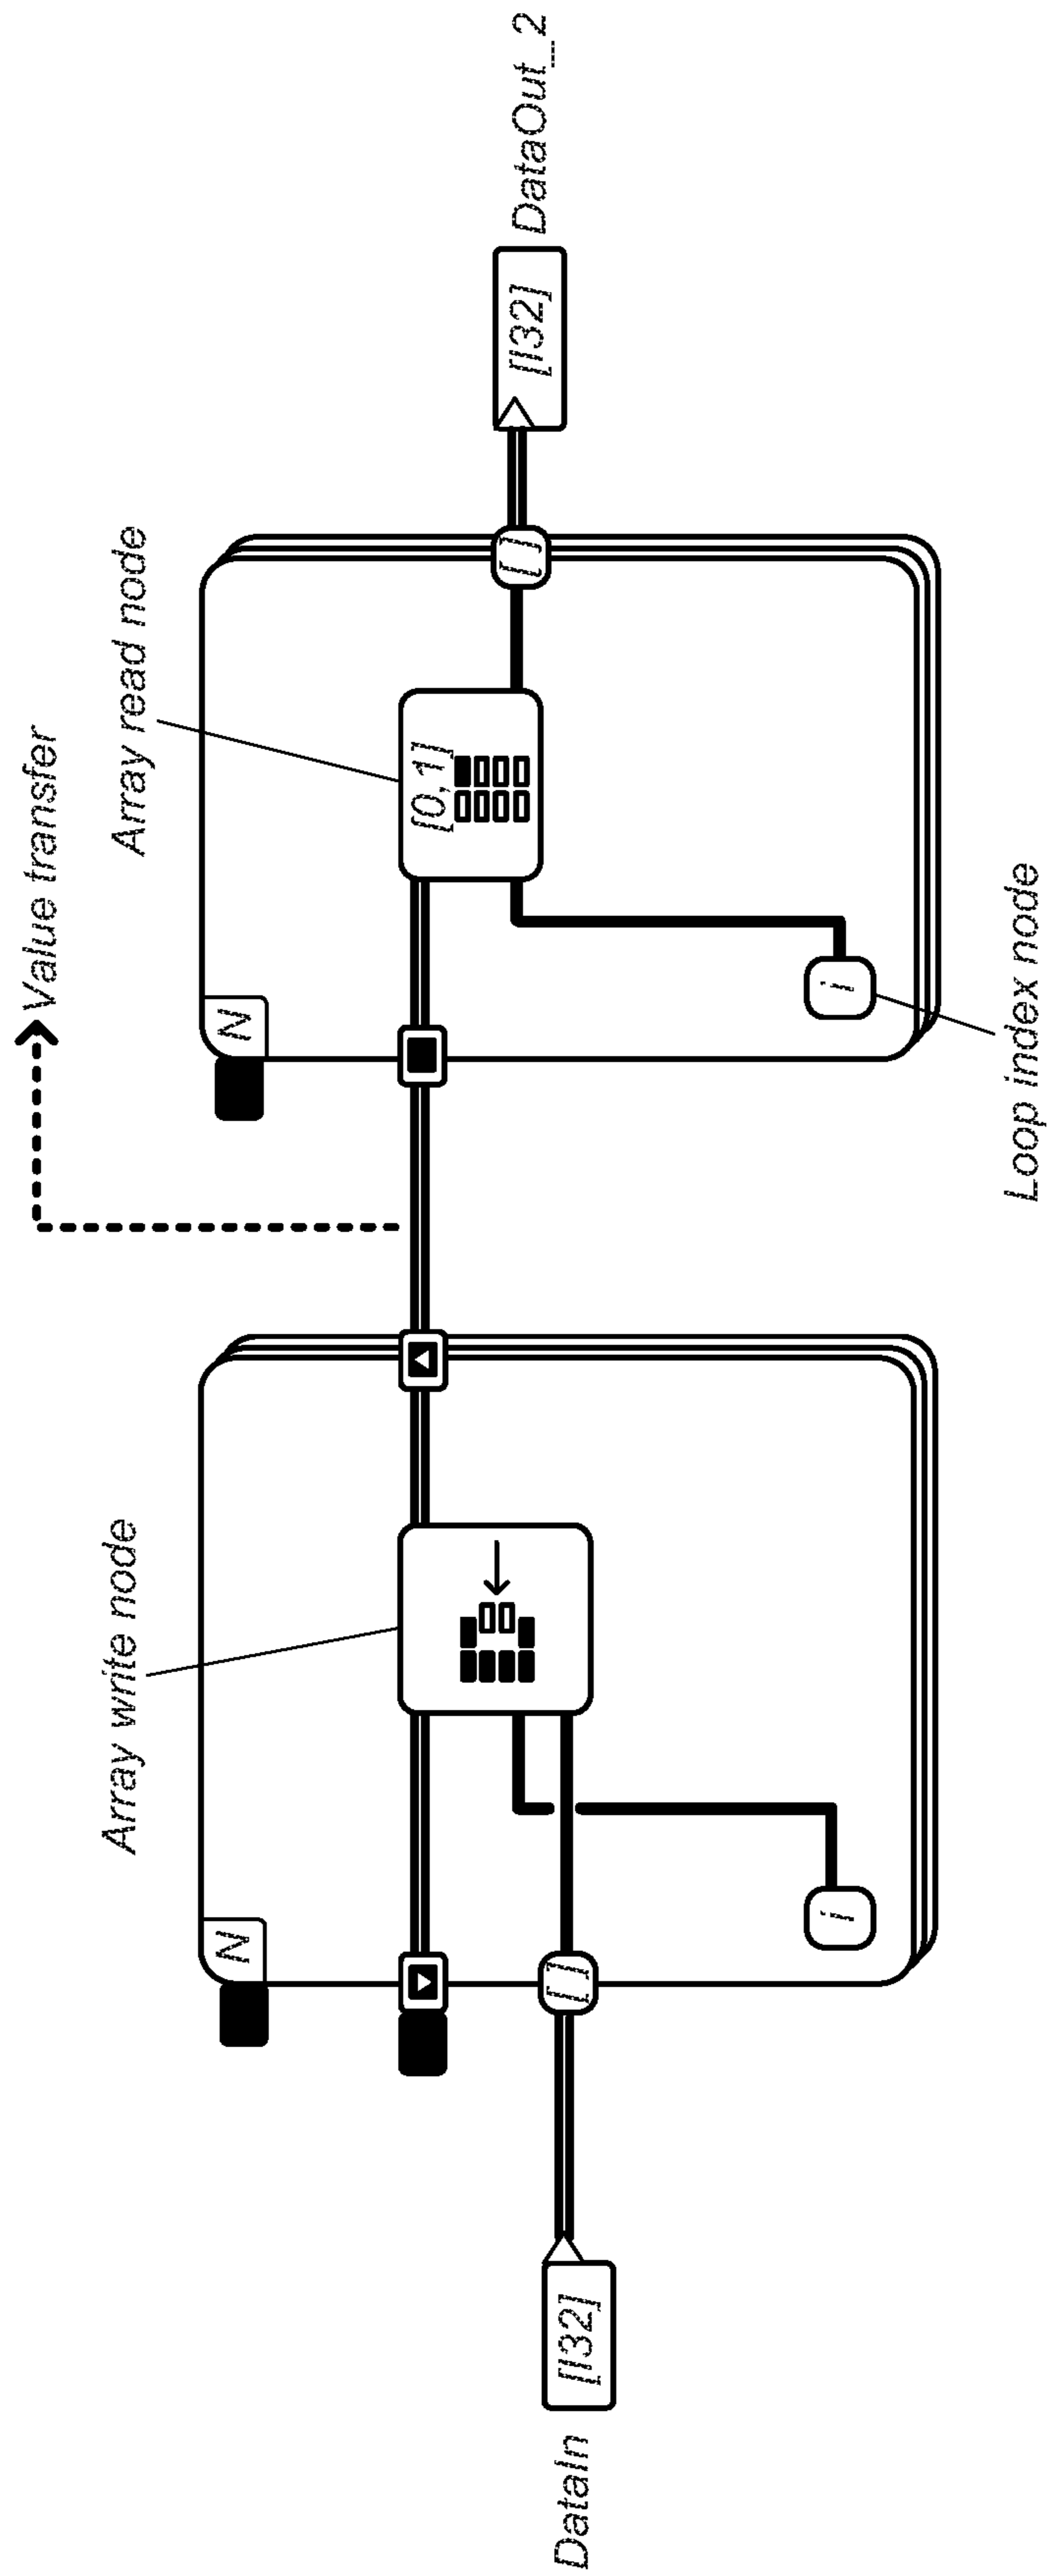 Value transfer
Array write node
Array read node
N
N
[0,1]
DataIn
[I32]
[ ]
i
i
[ ]
[I32]
DataOut_2
Loop index node